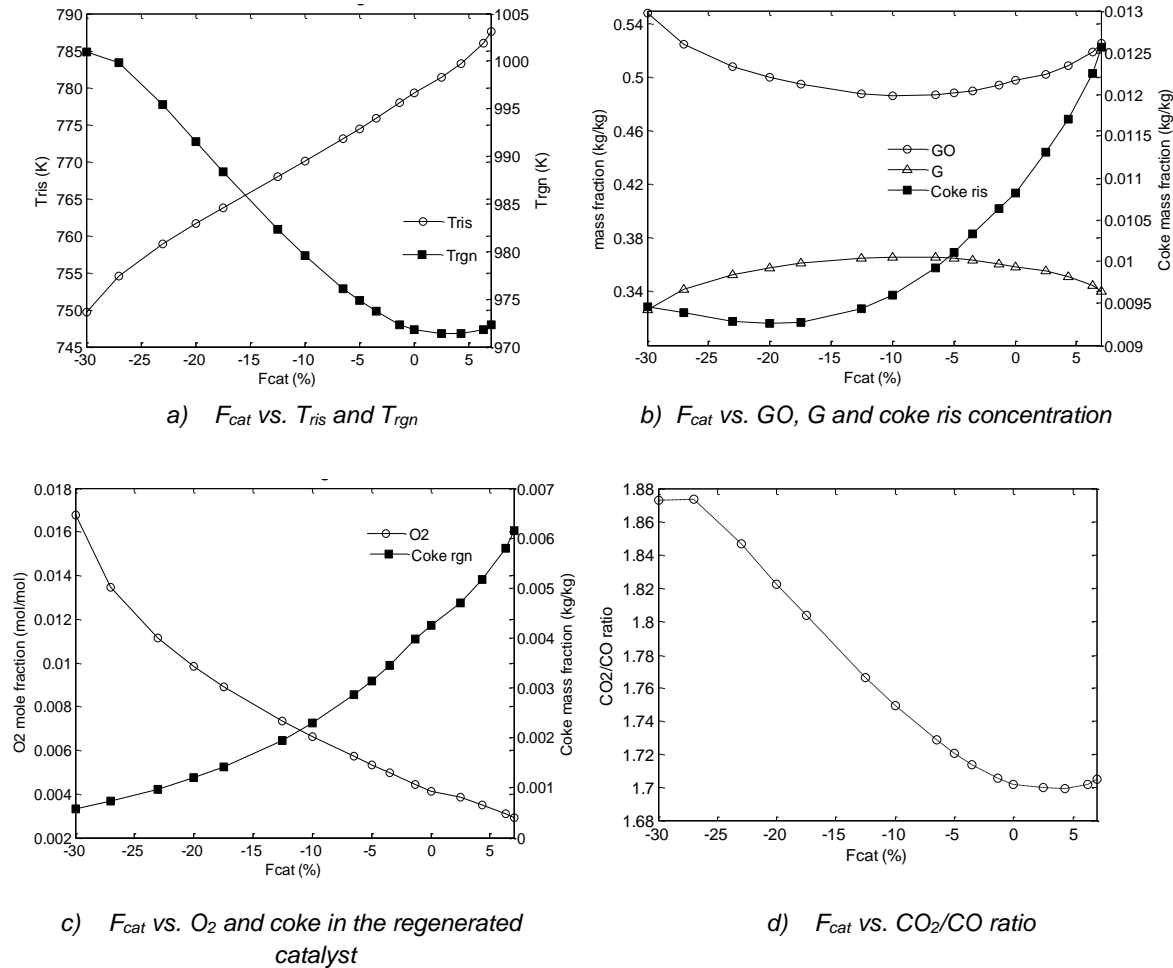 790
785
780
775
770
765
760
755
750
745
Tris (K)
1005
1000
995
990
985
980
975
970
Trgn (K)
Tris
Trgn
-30 -25 -20 -15 -10 -5 0 5
Fcat (%)
a) Fcat vs. Tris and Trgn
0.54
0.5
0.46
0.42
0.38
0.34
mass fraction (kg/kg)
0.013
0.0125
0.012
0.0115
0.011
0.0105
0.01
0.0095
0.009
Coke mass fraction (kg/kg)
GO
G
Coke ris
-30 -25 -20 -15 -10 -5 0 5
Fcat (%)
b) Fcat vs. GO, G and coke ris concentration
0.018
0.016
0.014
0.012
0.01
0.008
0.006
0.004
0.002
O2 mole fraction (mol/mol)
0.007
0.006
0.005
0.004
0.003
0.002
0.001
0
Coke mass fraction (kg/kg)
O2
Coke rgn
-30 -25 -20 -15 -10 -5 0 5
Fcat (%)
c) Fcat vs. O2 and coke in the regenerated
catalyst
1.88
1.86
1.84
1.82
1.8
1.78
1.76
1.74
1.72
1.7
1.68
CO2/CO ratio
-30 -25 -20 -15 -10 -5 0 5
Fcat (%)
d) Fcat vs. CO2/CO ratio